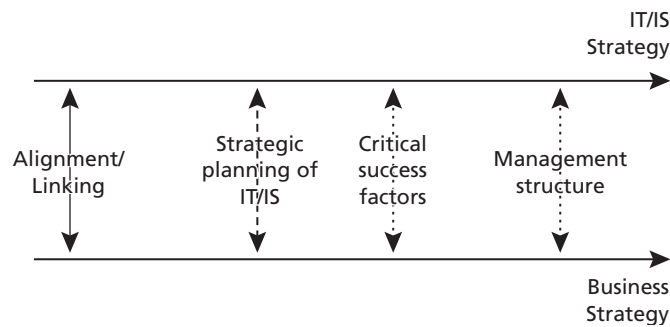 IT/IS
Strategy
Alignment/
Linking
Strategic
planning of
IT/IS
Critical
success
factors
Management
structure
Business
Strategy